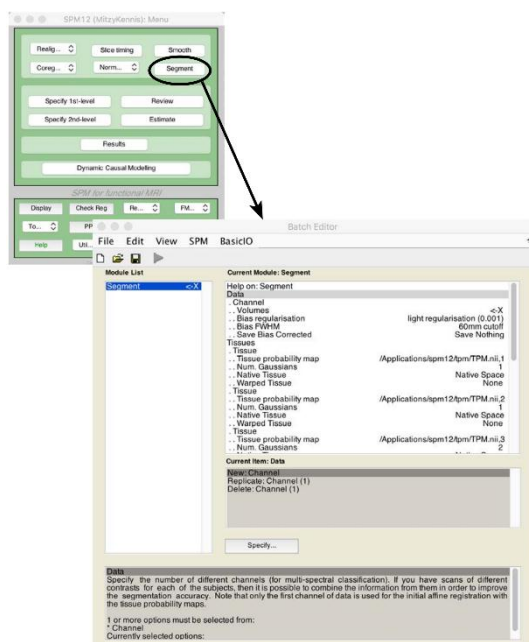 SPM12 (MitzyKennis): Menu
Realig... Slice timing Smooth
Coreg... Norm... Segment
Specify 1st-level Review
Specify 2nd-level Estimate
Results
Dynamic Causal Modelling
SPM for functional MRI
Display Check Reg Re... FM...
To... PP
Help Uti...
Batch Editor
File Edit View SPM BasicIO
Module List
Segment <-X
Current Module: Segment
Help on: Segment
Data
. Channel
. . Volumes <-X
. . Bias regularisation light regularisation (0.001)
. . Bias FWHM 60mm cutoff
. . Save Bias Corrected Save Nothing
Tissues
. Tissue
. . Tissue probability map /Applications/spm12/tpm/TPM.nii,1
. . Num. Gaussians 1
. . Native Tissue Native Space
. . Warped Tissue None
. Tissue
. . Tissue probability map /Applications/spm12/tpm/TPM.nii,2
. . Num. Gaussians 1
. . Native Tissue Native Space
. . Warped Tissue None
. Tissue
. . Tissue probability map /Applications/spm12/tpm/TPM.nii,3
. . Num. Gaussians 2
Current Item: Data
New: Channel
Replicate: Channel (1)
Delete: Channel (1)
Specify...
Data
Specify the number of different channels (for multi-spectral classification). If you have scans of different
contrasts for each of the subjects, then it is possible to combine the information from them in order to improve
the segmentation accuracy. Note that only the first channel of data is used for the initial affine registration with
the tissue probability maps.
1 or more options must be selected from:
* Channel
Currently selected options: